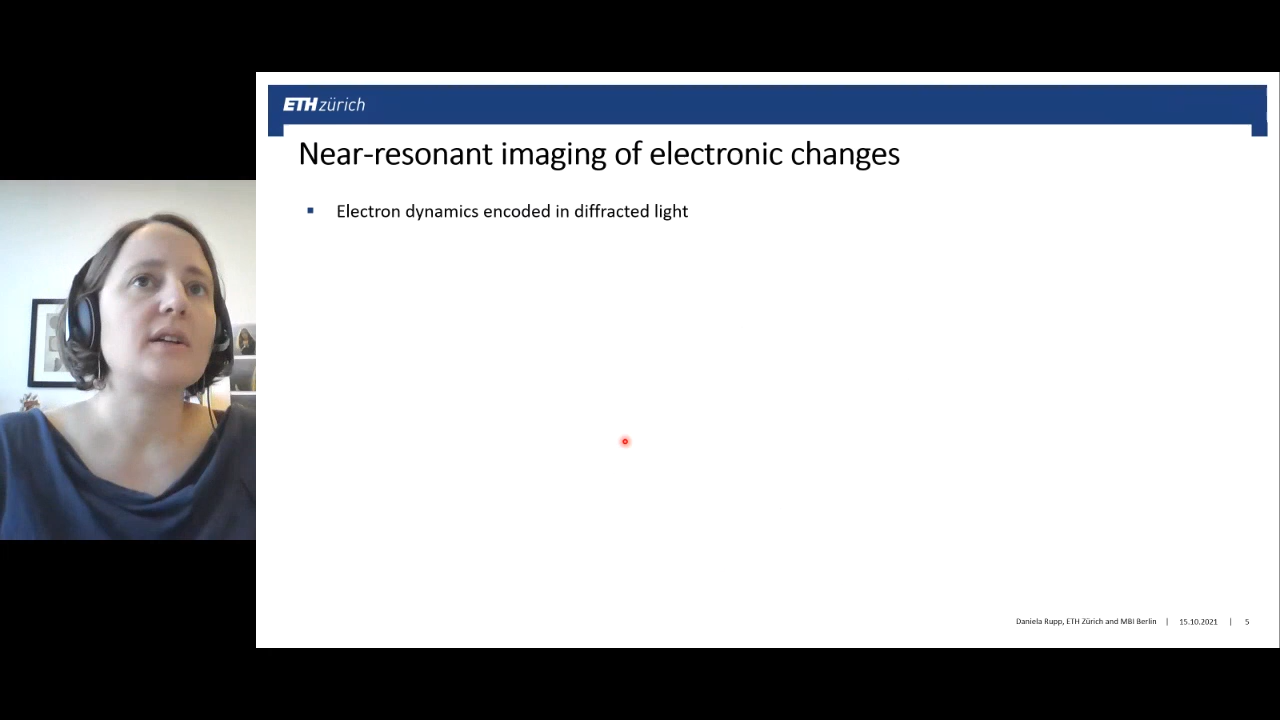 ETH zürich
Near-resonant imaging of electronic changes
Electron dynamics encoded in diffracted light
Daniela Rupp, ETH Zürich and MBI Berlin | 15.10.2021 | 5